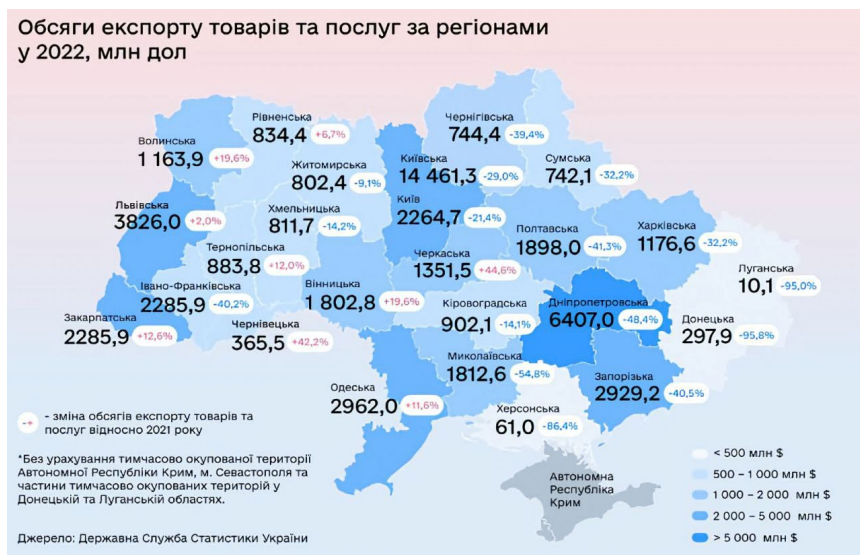 Обсяги експорту товарів та послуг за регіонами
у 2022, млн дол
Волинська
1 163,9 +19,6%
Рівненська
834,4 +6,7%
Житомирська
802,4 -9,1%
Київська
14 461,3 -29,0%
Київ
2264,7 -21,4%
Чернігівська
744,4 -39,4%
Сумська
742,1 -32,2%
Львівська
3826,0 +2,0%
Хмельницька
811,7 -14,2%
Тернопільська
883,8 +12,0%
Черкаська
1351,5 +44,6%
Полтавська
1898,0 -41,3%
Харківська
1176,6 -32,2%
Луганська
10,1 -95,0%
Івано-Франківська
2285,9 -40,2%
Вінницька
1 802,8 +19,6%
Кіровоградська
902,1 -14,1%
Дніпропетровська
6407,0 -48,4%
Донецька
297,9 -95,8%
Закарпатська
2285,9 +12,6%
Чернівецька
365,5 +42,2%
Миколаївська
1812,6 -54,8%
Запорізька
2929,2 -40,5%
Одеська
2962,0 +11,6%
Херсонська
61,0 -86,4%
Автономна
Республіка
Крим
-+ - зміна обсягів експорту товарів та
послуг відносно 2021 року
*Без урахування тимчасово окупованої території
Автономної Республіки Крим, м. Севастополя та
частини тимчасово окупованих територій у
Донецькій та Луганській областях.
Джерело: Державна Служба Статистики України
< 500 млн $
500 – 1 000 млн $
1 000 – 2 000 млн $
2 000 – 5 000 млн $
> 5 000 млн $